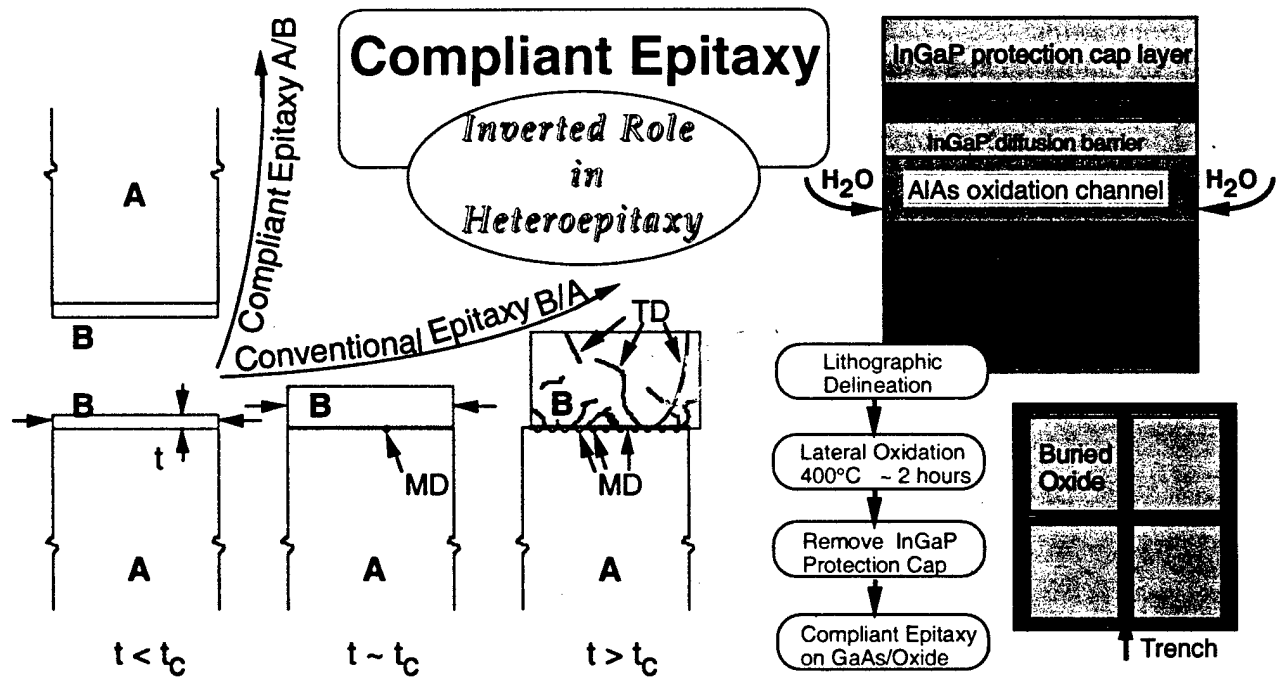 Compliant Epitaxy
Inverted Role
in
Heteroepitaxy
Compliant Epitaxy A/B
Conventional Epitaxy B/A
A
B
B
t
A
t < tC
B
MD
A
t ~ tC
TD
B
MD
A
t > tC
InGaP protection cap layer
InGaP diffusion barrier
H2O
AlAs oxidation channel
H2O
Lithographic
Delineation
Lateral Oxidation
400°C ~ 2 hours
Remove InGaP
Protection Cap
Compliant Epitaxy
on GaAs/Oxide
Buried
Oxide
Trench